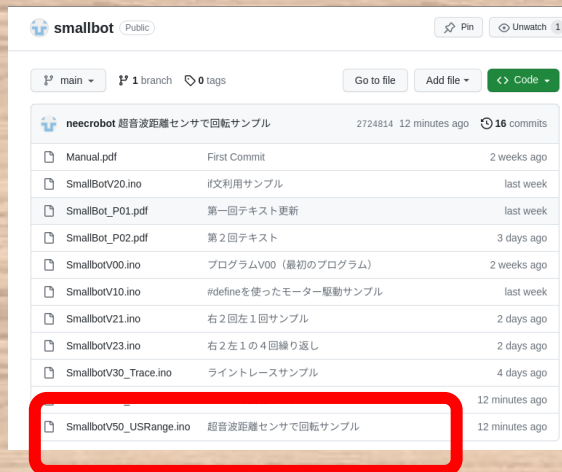 smallbot Public Pin Unwatch 1
main 1 branch 0 tags Go to file Add file Code
neecrobot 超音波距離センサで回転サンプル 2724814 12 minutes ago 16 commits
Manual.pdf First Commit 2 weeks ago
SmallBotV20.ino if文利用サンプル last week
SmallBot_P01.pdf 第一回テキスト更新 last week
SmallBot_P02.pdf 第２回テキスト 3 days ago
SmallbotV00.ino プログラムV00（最初のプログラム） 2 weeks ago
SmallbotV10.ino #defineを使ったモーター駆動サンプル last week
SmallbotV21.ino 右２回左１回サンプル 2 days ago
SmallbotV23.ino 右２左１の４回繰り返し 2 days ago
SmallbotV30_Trace.ino ライントレースサンプル 4 days ago
12 minutes ago
SmallbotV50_USRange.ino 超音波距離センサで回転サンプル 12 minutes ago